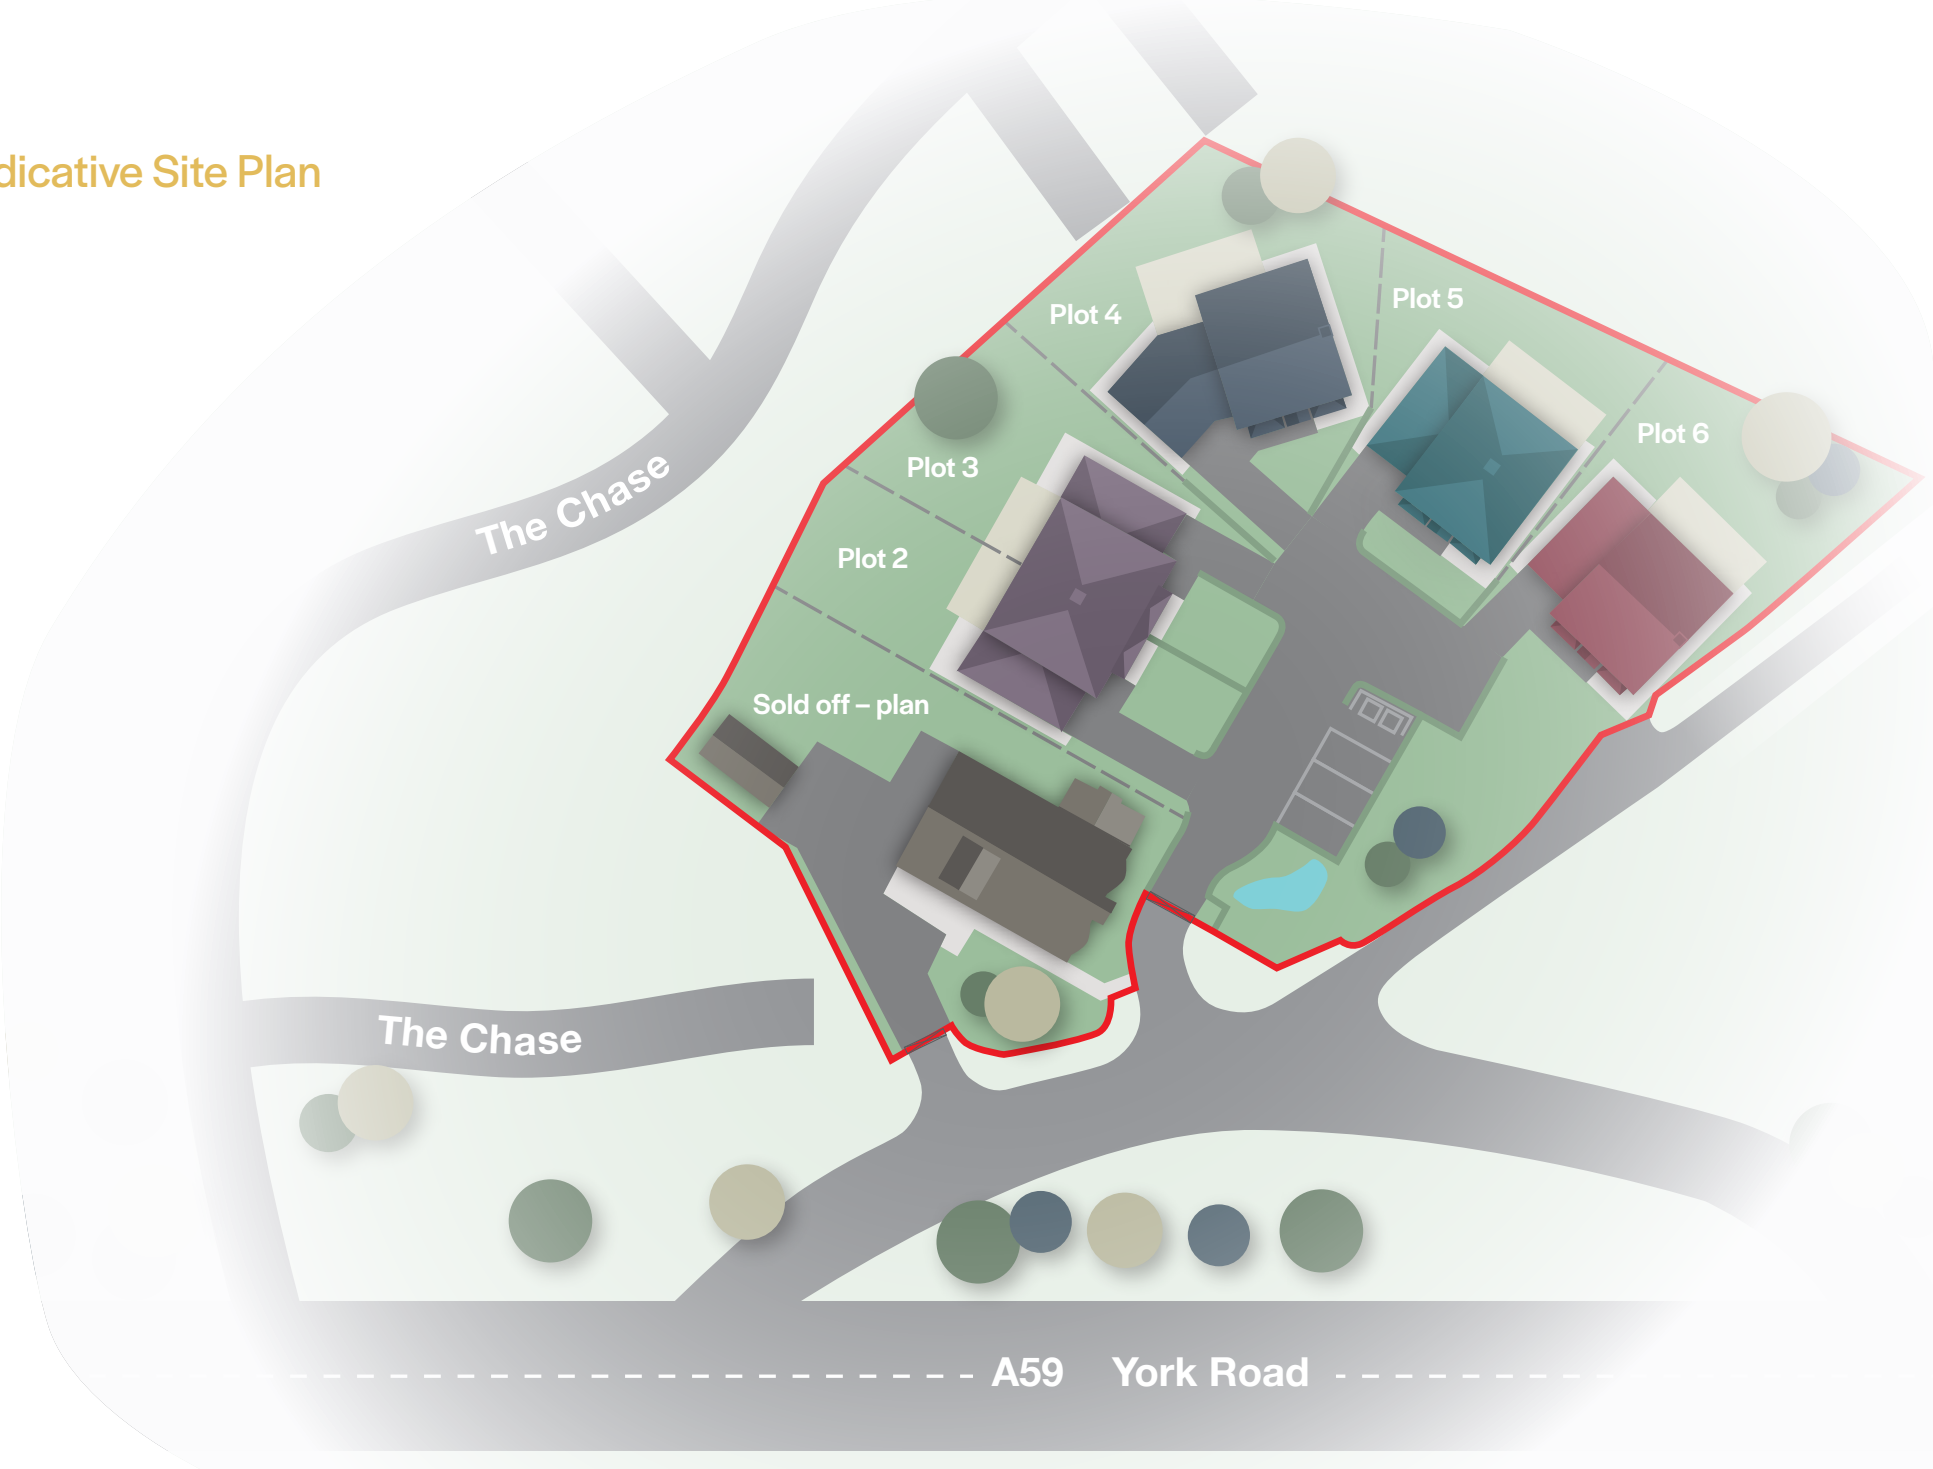 dicative Site Plan
Plot 5
Plot 4
Plot 6
Plot 3
The Chase
Plot 2
Sold off – plan
The Chase
A59 York Road